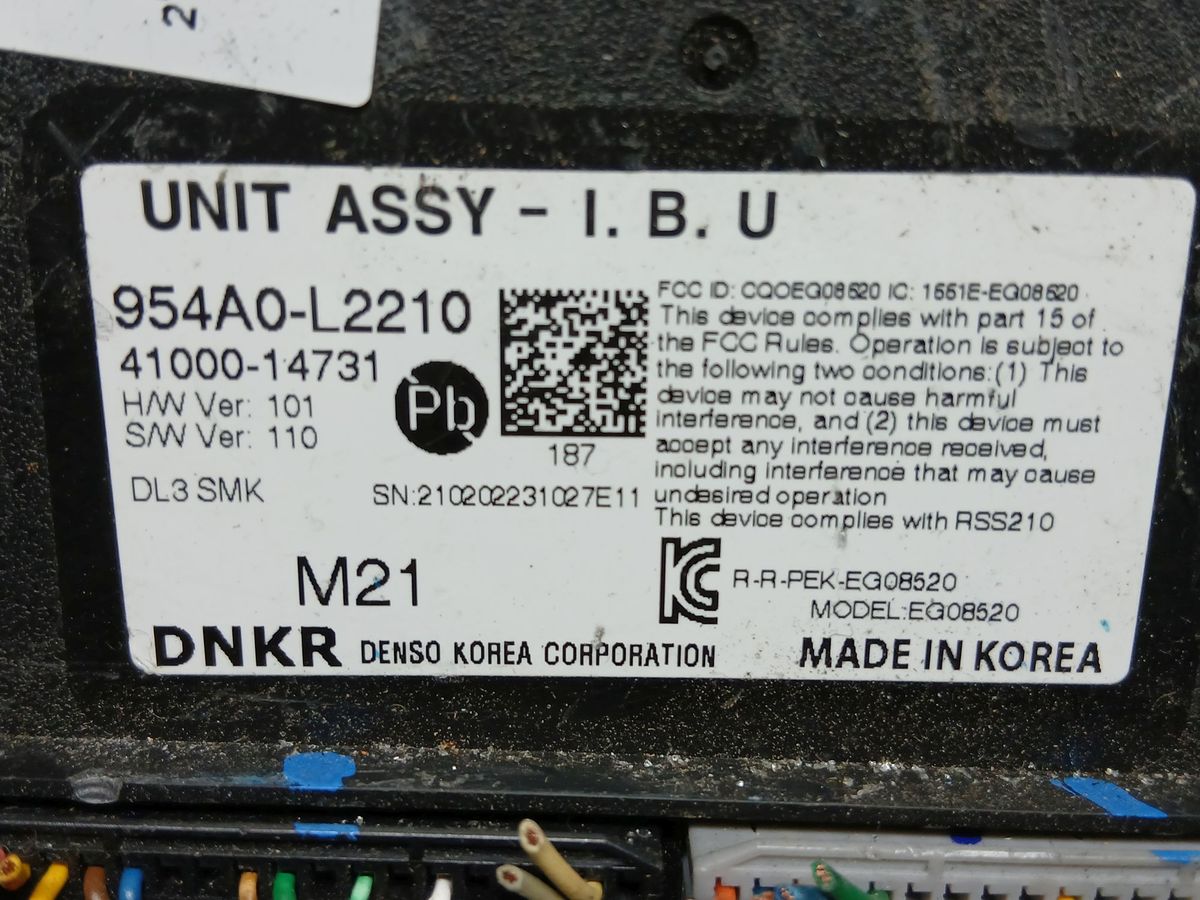 2
UNIT ASSY - I. B. U
954A0-L2210
41000-14731
H/W Ver: 101
S/W Ver: 110
Pb
187
DL3 SMK
SN:210202231027E11
M21
FCC ID: CQOEG08520 IC: 1551E-EG08520
This device complies with part 15 of
the FCC Rules. Operation is subject to
the following two conditions:(1) This
device may not cause harmful
interference, and (2) this device must
accept any interference received,
including interference that may cause
undesired operation
This device complies with RSS210
KC
R-R-PEK-EG08520
MODEL:EG08520
DNKR DENSO KOREA CORPORATION
MADE IN KOREA